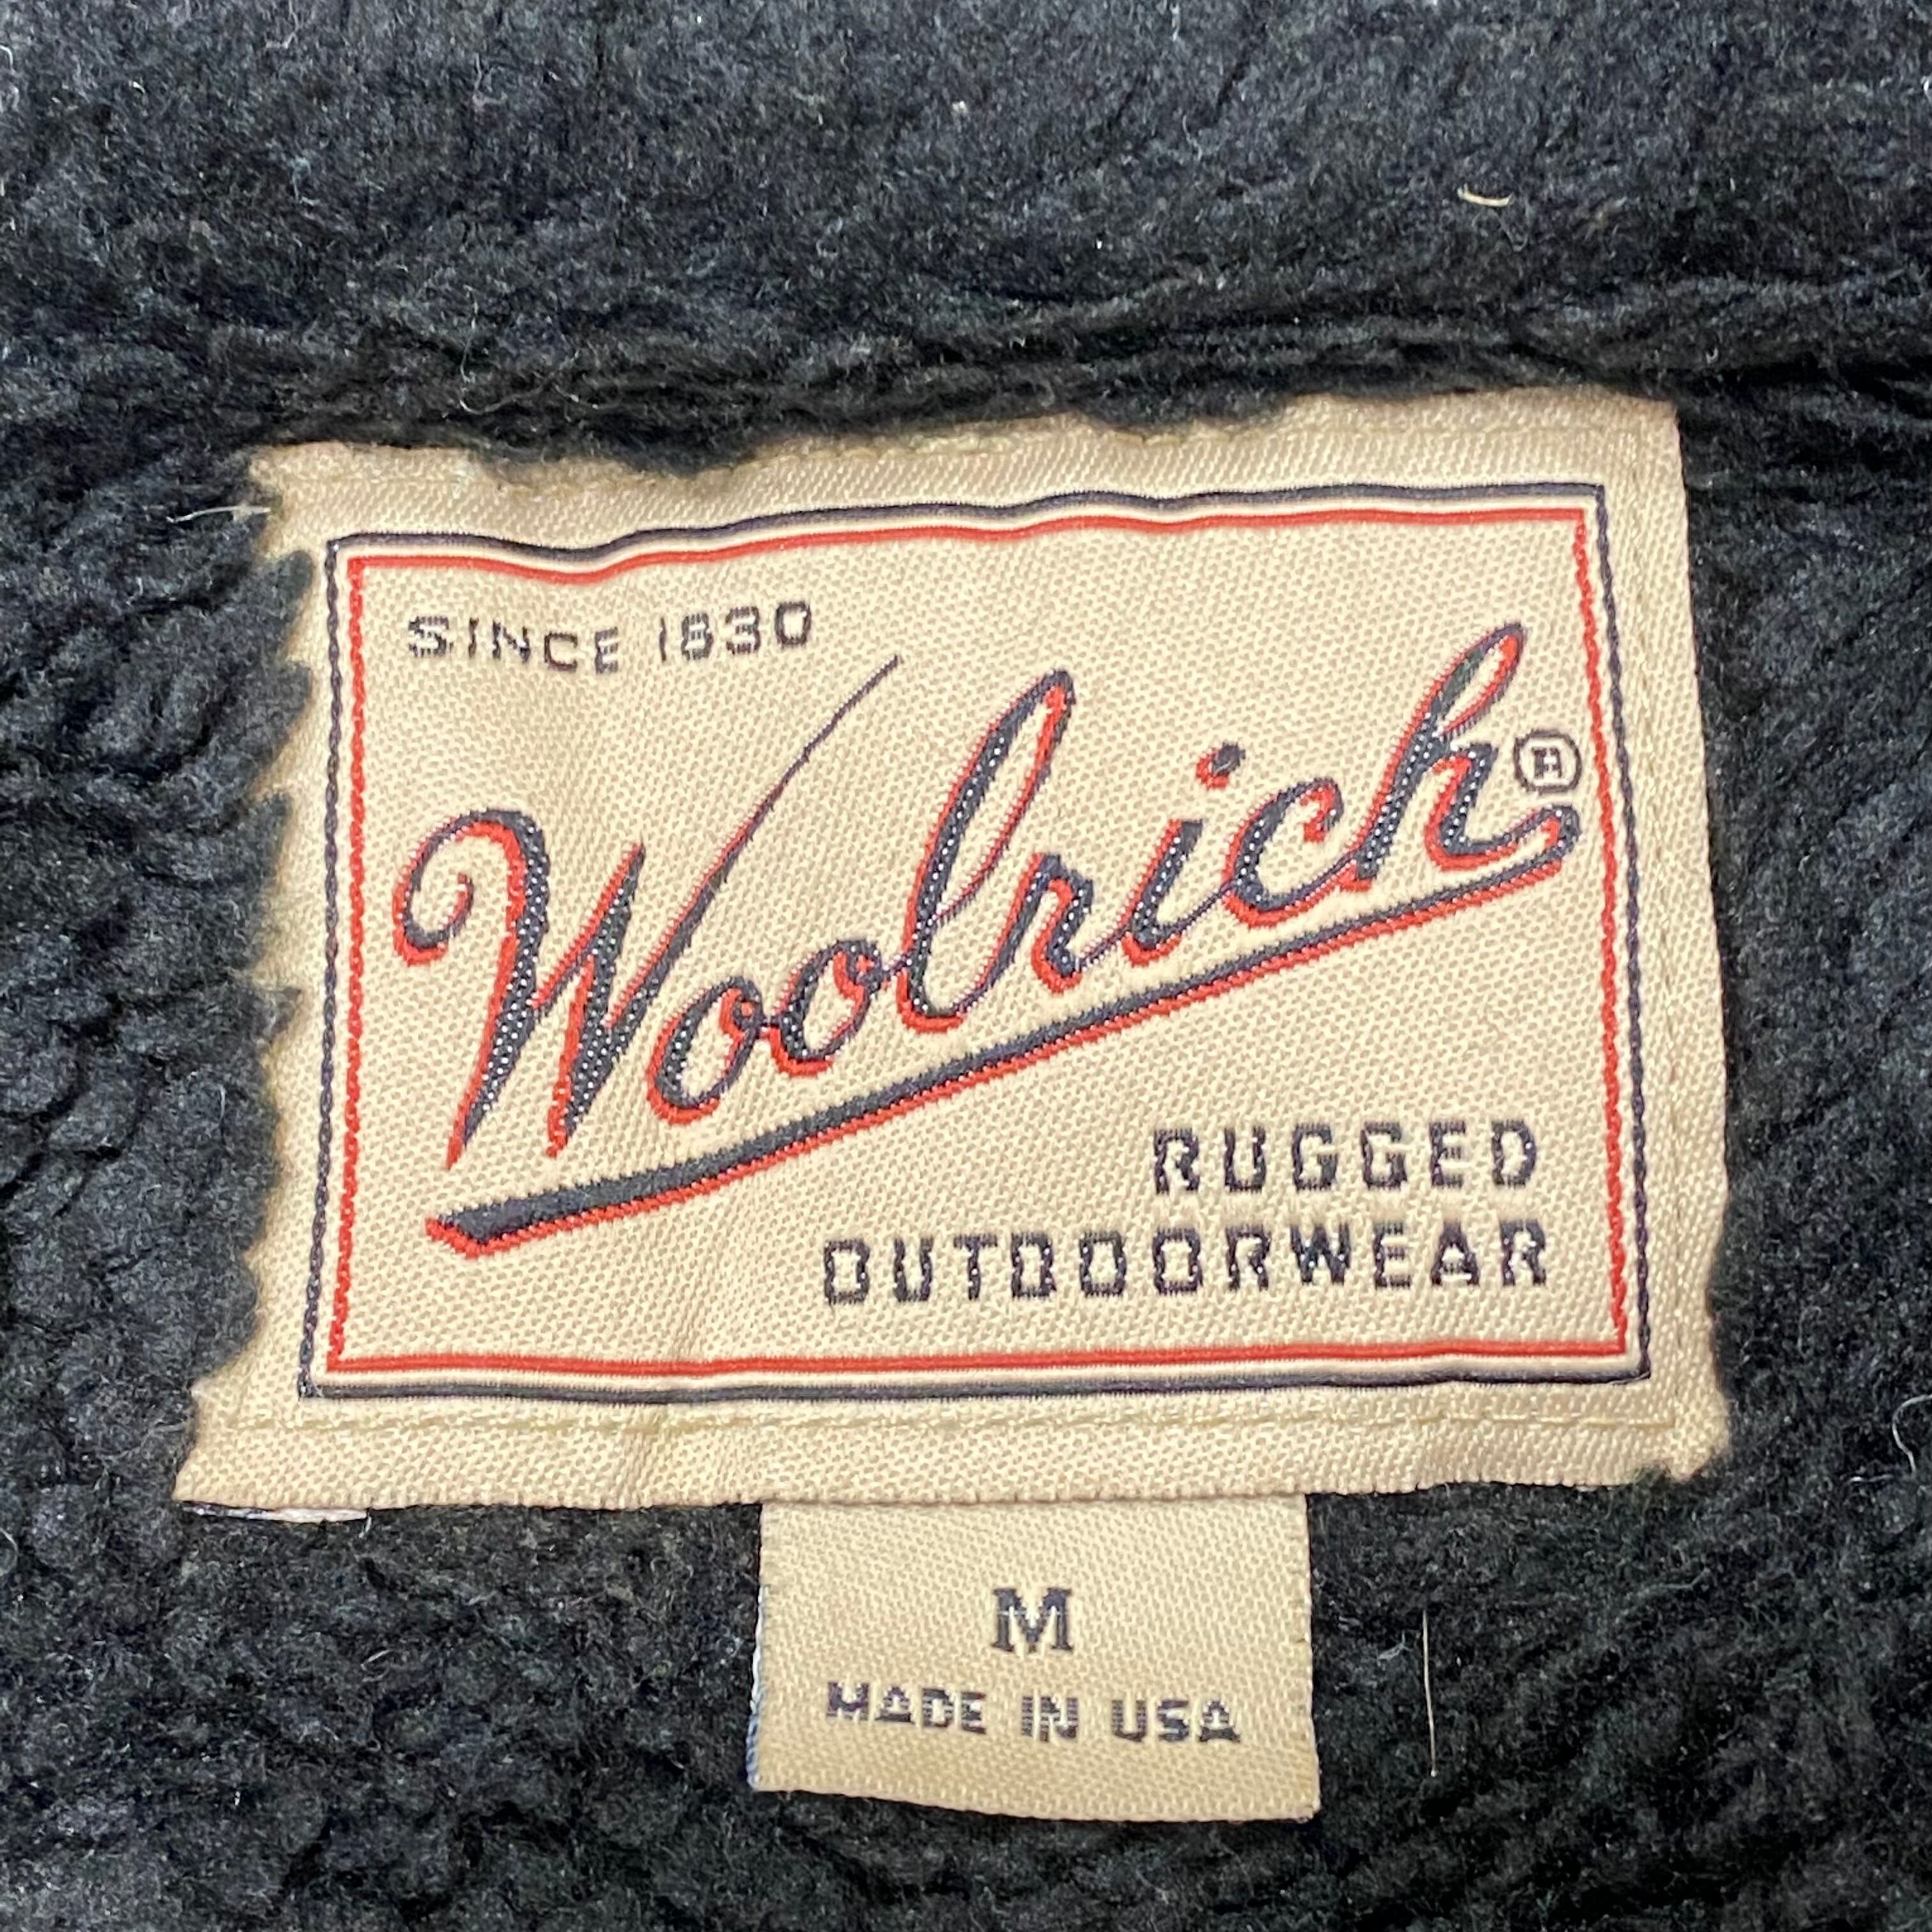 SINCE 1830
Woolrich®
RUGGED
OUTDOORWEAR
M
MADE IN USA